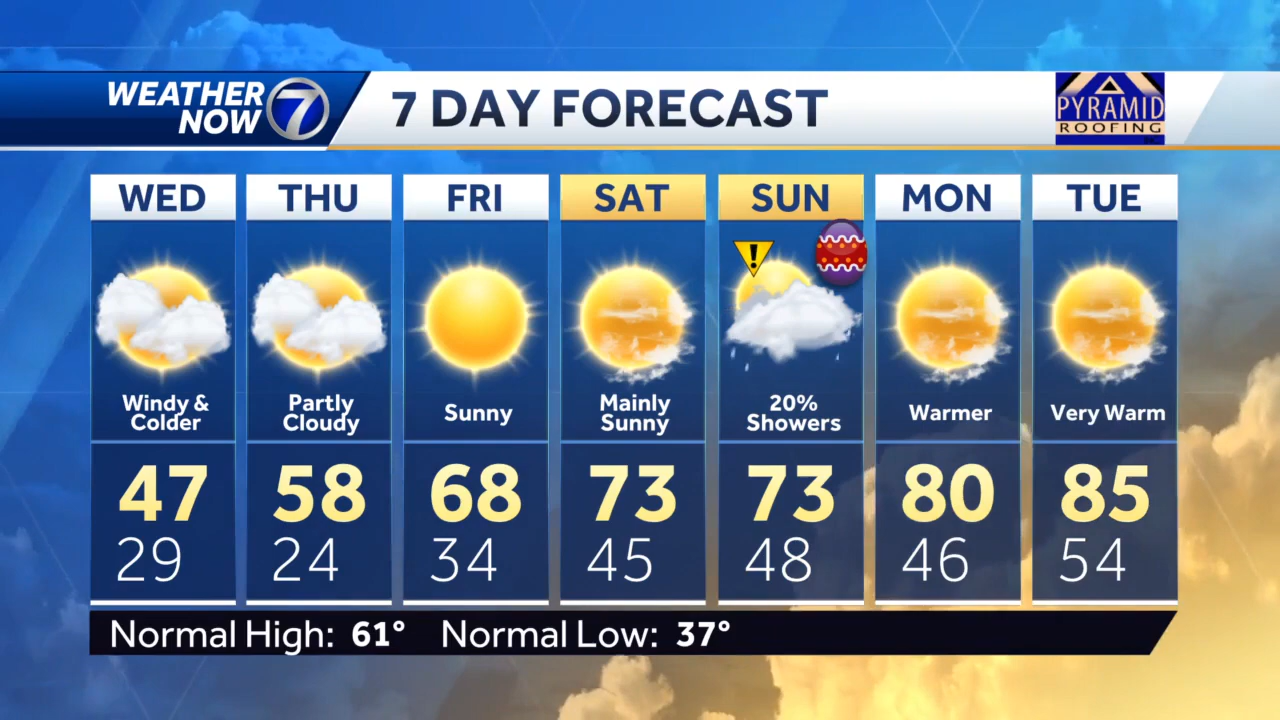 WEATHER
NOW
7
7 DAY FORECAST
PYRAMID
ROOFING
WED
THU
FRI
SAT
SUN
MON
TUE
!
Windy &
Colder
Partly
Cloudy
Sunny
Mainly
Sunny
20%
Showers
Warmer
Very Warm
47
58
68
73
73
80
85
29
24
34
45
48
46
54
Normal High: 61° Normal Low: 37°